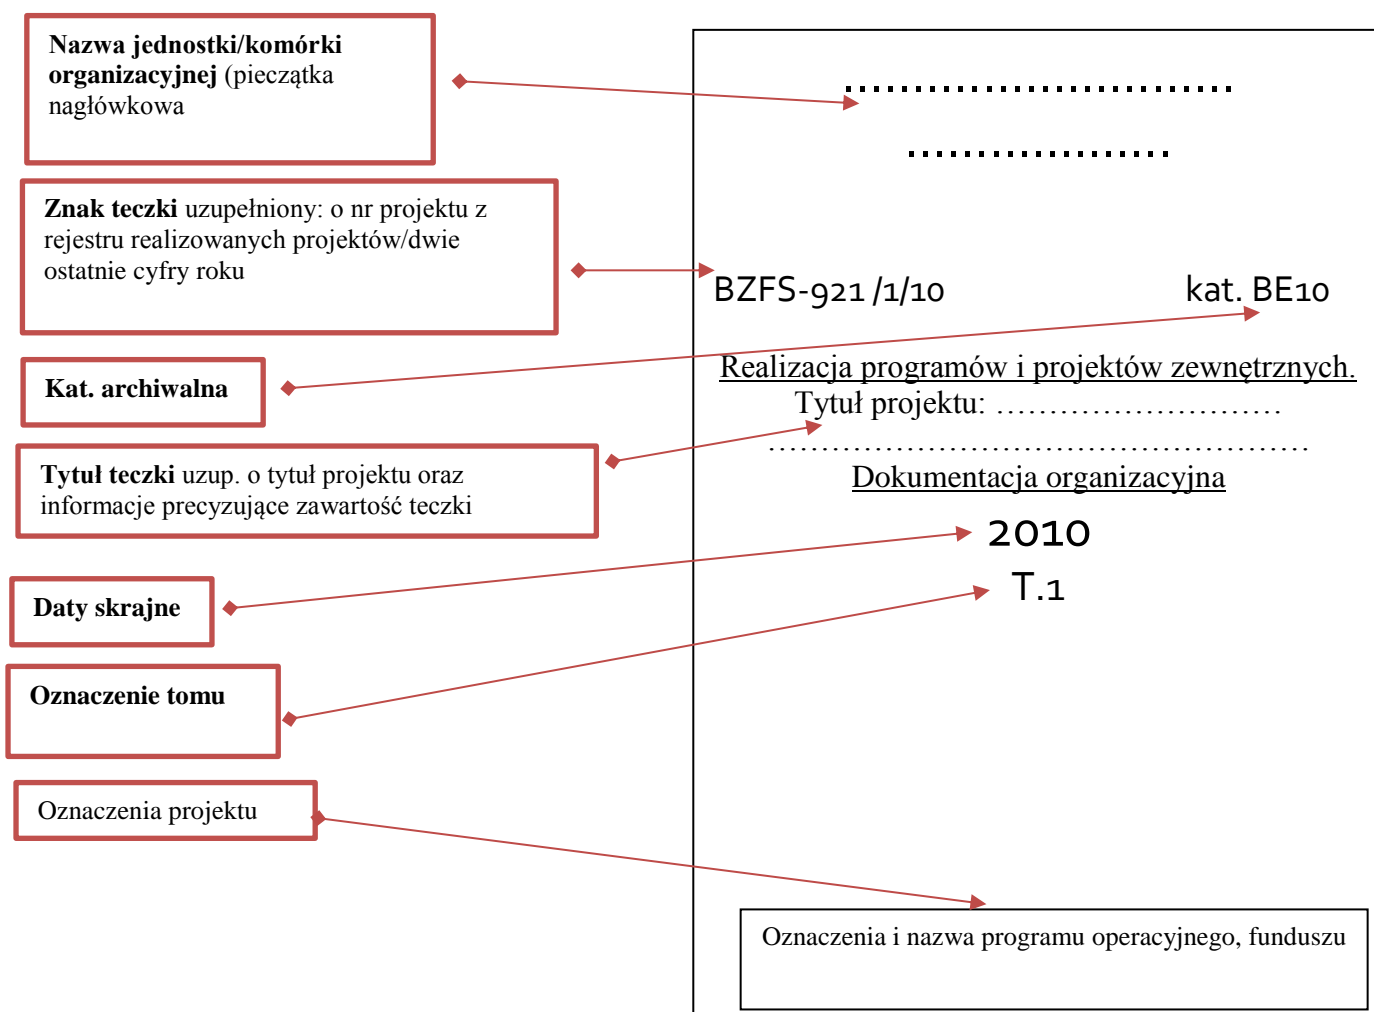 Nazwa jednostki/komórki
organizacyjnej (pieczątka
nagłówkowa
Znak teczki uzupełniony: o nr projektu z
rejestru realizowanych projektów/dwie
ostatnie cyfry roku
Kat. archiwalna
Tytuł teczki uzup. o tytuł projektu oraz
informacje precyzujące zawartość teczki
Daty skrajne
Oznaczenie tomu
Oznaczenia projektu
...........................
...................
BZFS-921 /1/10 kat. BE10
Realizacja programów i projektów zewnętrznych.
Tytuł projektu: ………………………
………………………………………………
Dokumentacja organizacyjna
2010
T.1
Oznaczenia i nazwa programu operacyjnego, funduszu